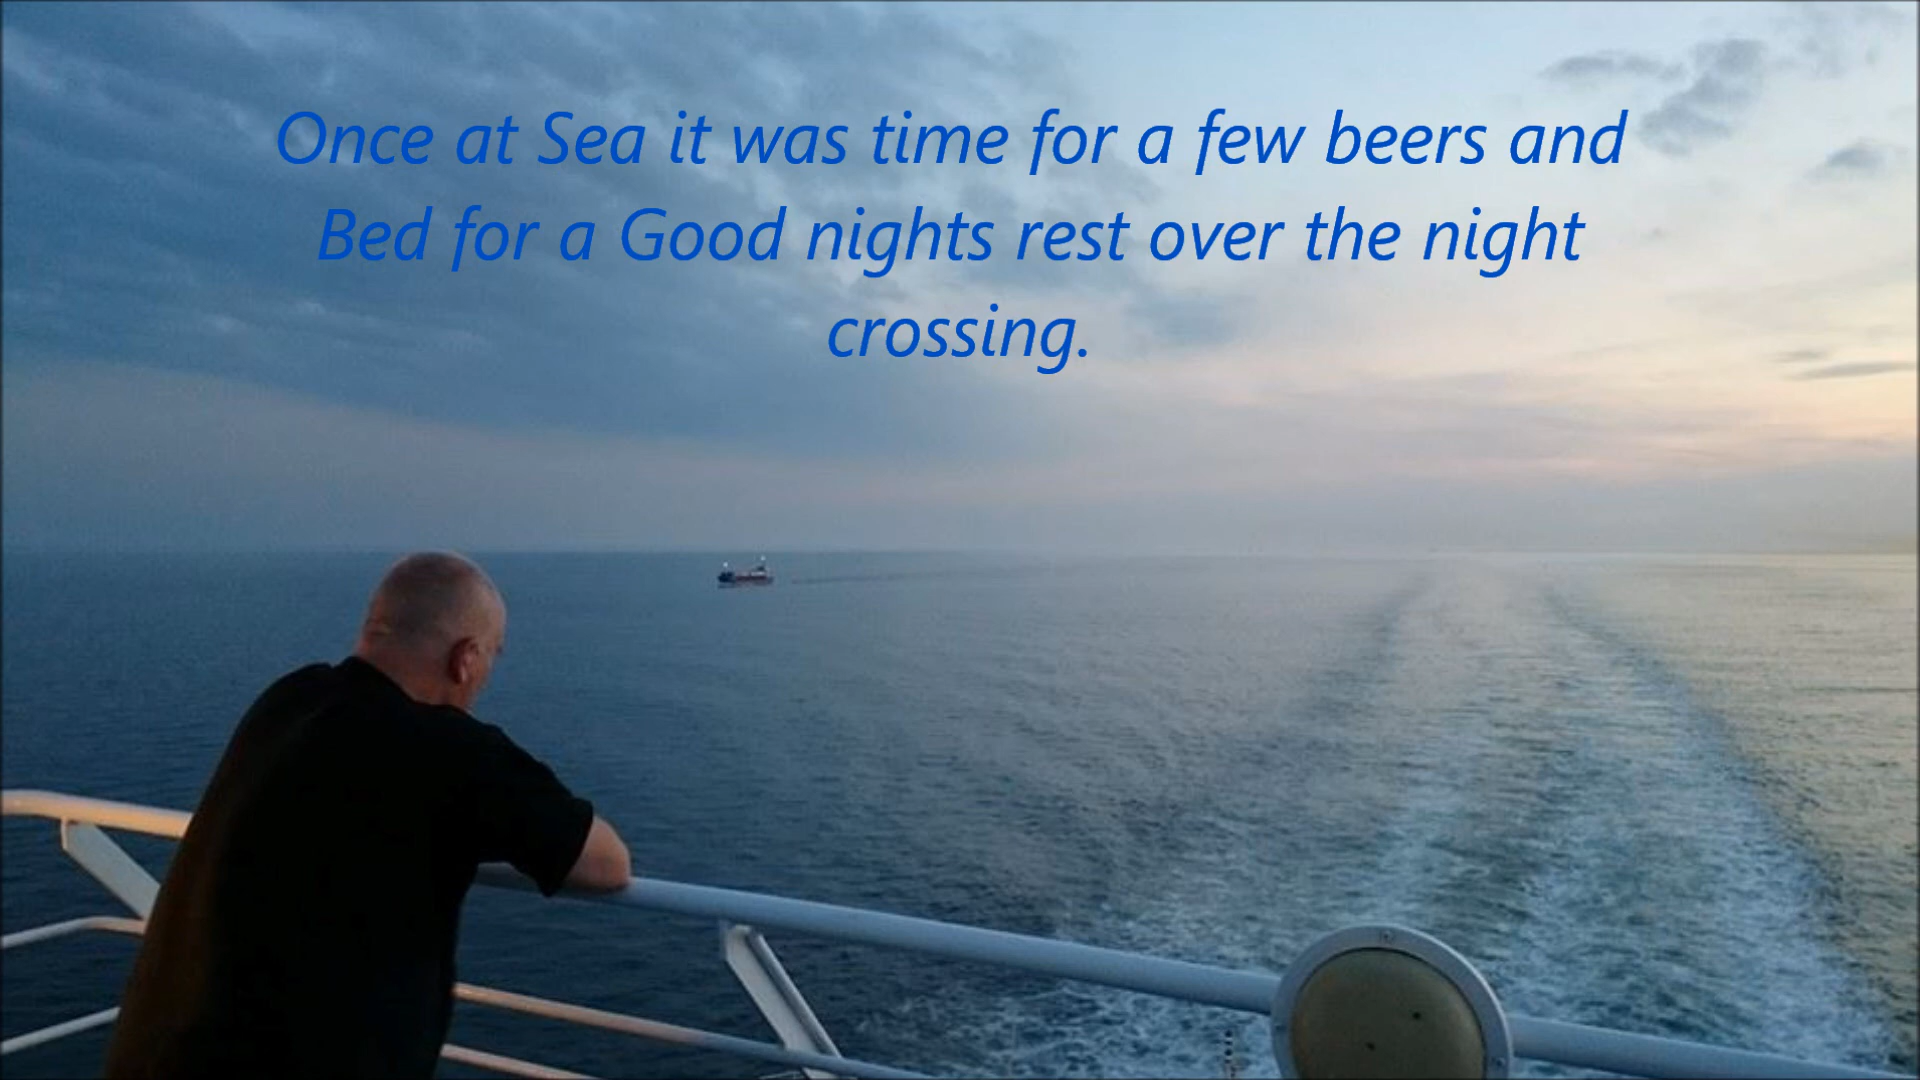 Once at Sea it was time for a few beers and
Bed for a Good nights rest over the night
crossing.